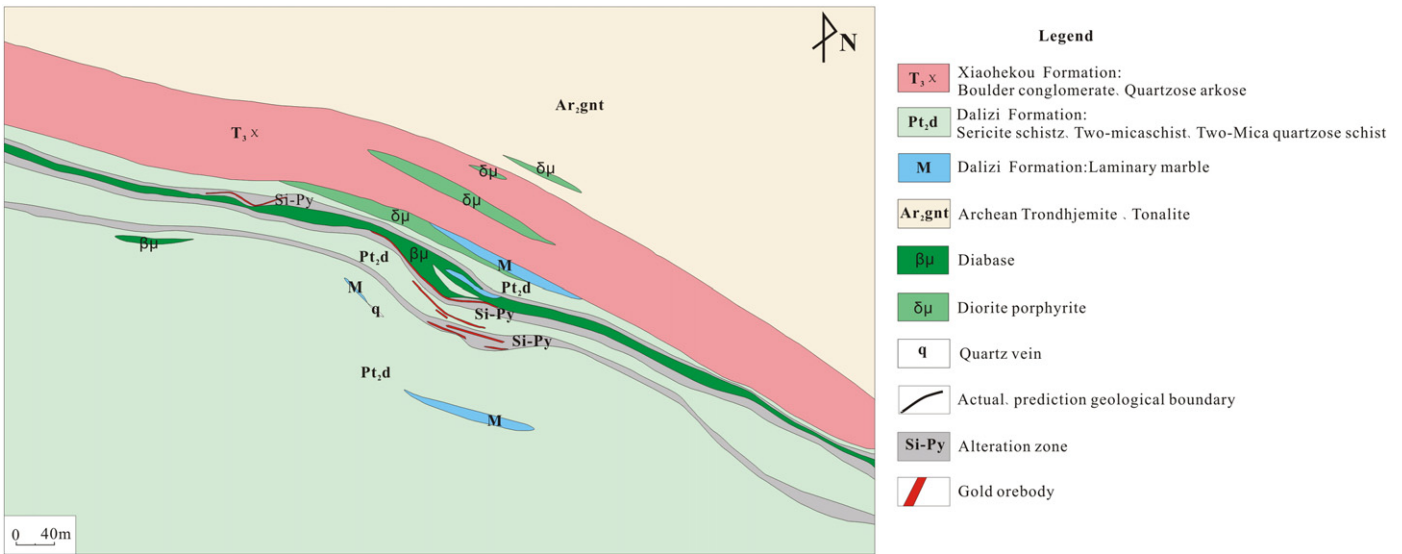 N
Ar₂gnt
T₃ x
δμ
δμ
δμ
Si-Py
δμ
βμ
Pt₂d
βμ
M
Pt₂d
M
q
Si-Py
Si-Py
Pt₂d
M
0 40m
Legend
T₃ x Xiaohekou Formation:
Boulder conglomerate. Quartzose arkose
Pt₂d Dalizi Formation:
Sericite schistz. Two-micaschist. Two-Mica quartzose schist
M Dalizi Formation:Laminary marble
Ar₂gnt Archean Trondhjemite . Tonalite
βμ Diabase
δμ Diorite porphyrite
q Quartz vein
Actual. prediction geological boundary
Si-Py Alteration zone
Gold orebody